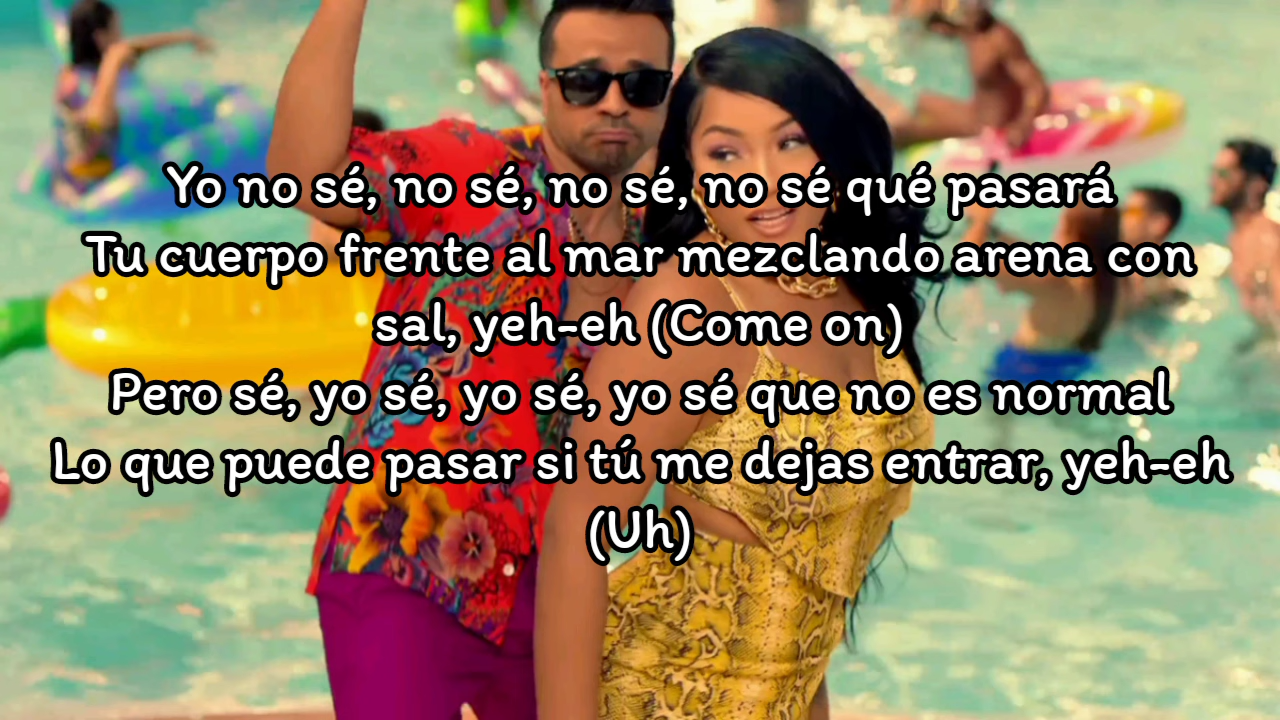 Yo no sé, no sé, no sé, no sé qué pasará
Tu cuerpo frente al mar mezclando arena con
sal, yeh-eh (Come on)
Pero sé, yo sé, yo sé, yo sé que no es normal
Lo que puede pasar si tú me dejas entrar, yeh-eh
(Uh)